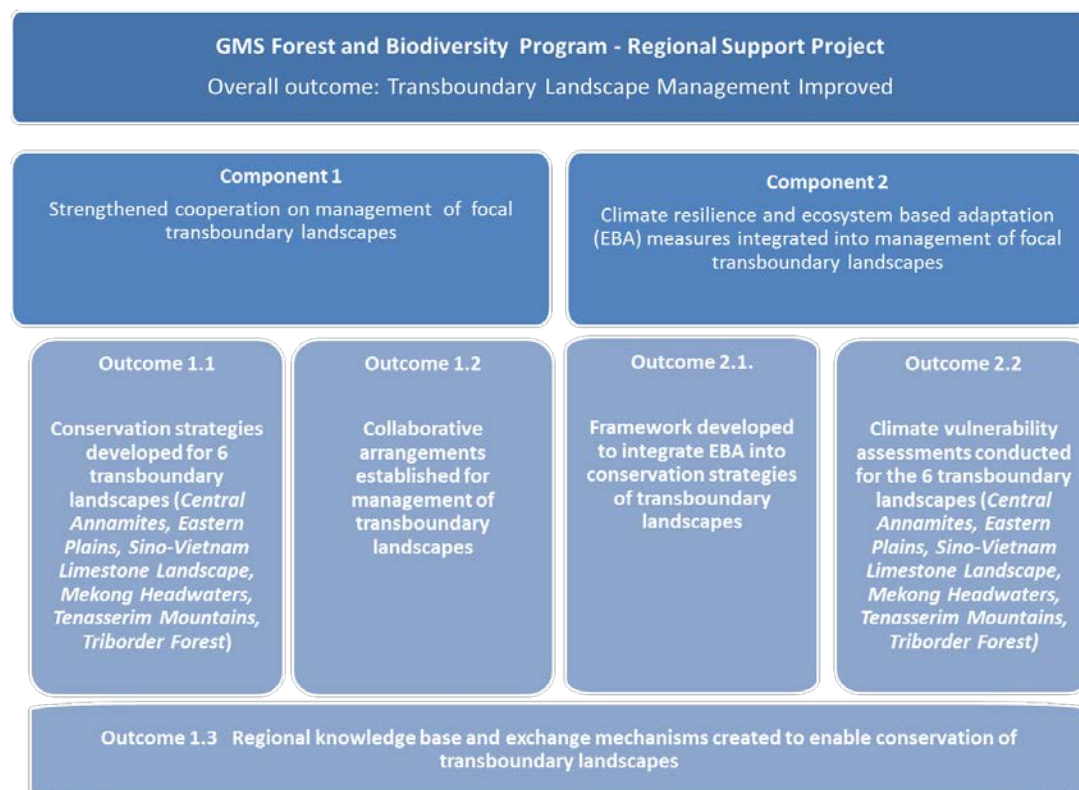 GMS Forest and Biodiversity Program - Regional Support Project
Overall outcome: Transboundary Landscape Management Improved
Component 1
Strengthened cooperation on management of focal
transboundary landscapes
Component 2
Climate resilience and ecosystem based adaptation
(EBA) measures integrated into management of focal
transboundary landscapes
Outcome 1.1
Conservation strategies
developed for 6
transboundary
landscapes (Central
Annamites, Eastern
Plains, Sino-Vietnam
Limestone Landscape,
Mekong Headwaters,
Tenasserim Mountains,
Triborder Forest)
Outcome 1.2
Collaborative
arrangements
established for
management of
transboundary
landscapes
Outcome 2.1.
Framework developed
to integrate EBA into
conservation strategies
of transboundary
landscapes
Outcome 2.2
Climate vulnerability
assessments conducted
for the 6 transboundary
landscapes (Central
Annamites, Eastern
Plains, Sino-Vietnam
Limestone Landscape,
Mekong Headwaters,
Tenasserim Mountains,
Triborder Forest)
Outcome 1.3 Regional knowledge base and exchange mechanisms created to enable conservation of
transboundary landscapes